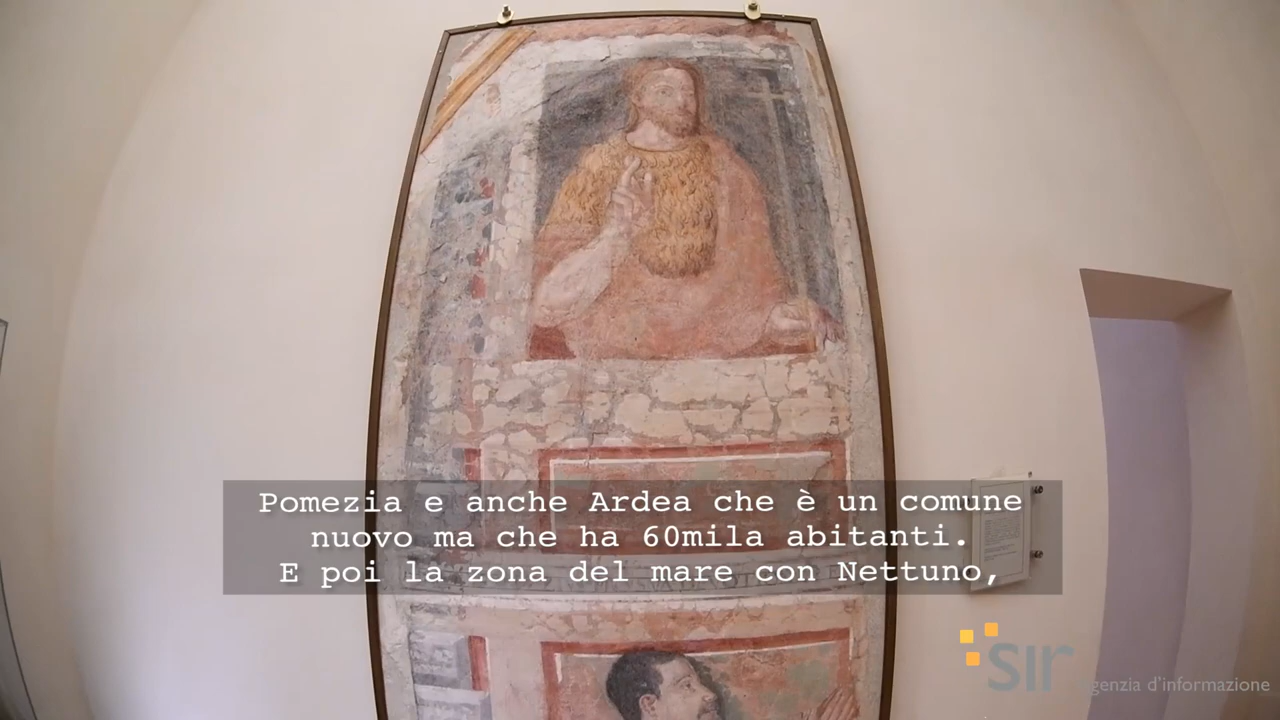 Pomezia e anche Ardea che è un comune
nuovo ma che ha 60mila abitanti.
E poi la zona del mare con Nettuno,
sir
agenzia d'informazione